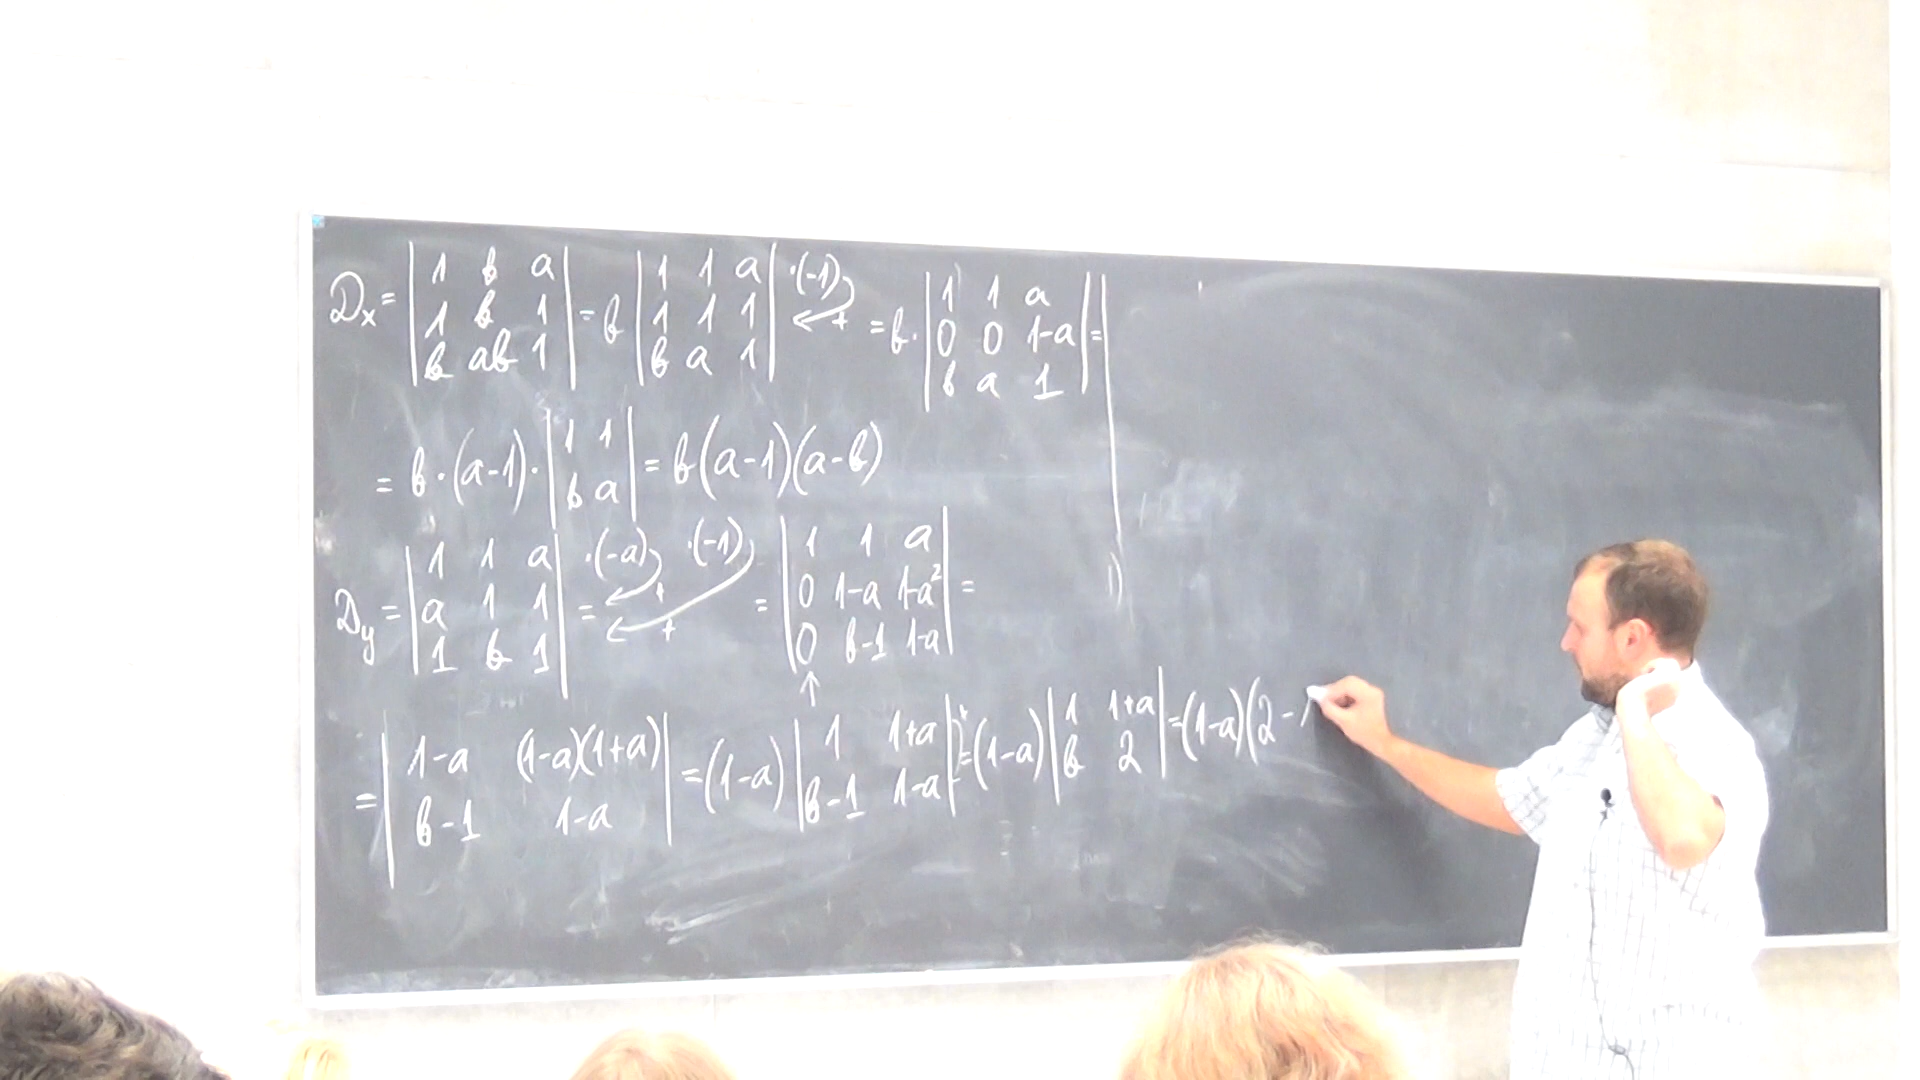 Dx = | 1 в a ; 1 в 1 ; в aв 1 | = в | 1 1 a ; 1 1 1 ; в a 1 | ·(-1) + = в· | 1 1 a ; 0 0 1-a ; в a 1 | =
= в·(a-1)· | 1 1 ; в a | = в(a-1)(a-в)
Dy = | 1 1 a ; a 1 1 ; 1 в 1 | ·(-a) + ·(-1) + = = | 1 1 a ; 0 1-a 1-a² ; 0 в-1 1-a | =
= | 1-a (1-a)(1+a) ; в-1 1-a | = (1-a) | 1 1+a ; в-1 1-a | + = (1-a) | 1 1+a ; в 2 | = (1-a)(2-
1)